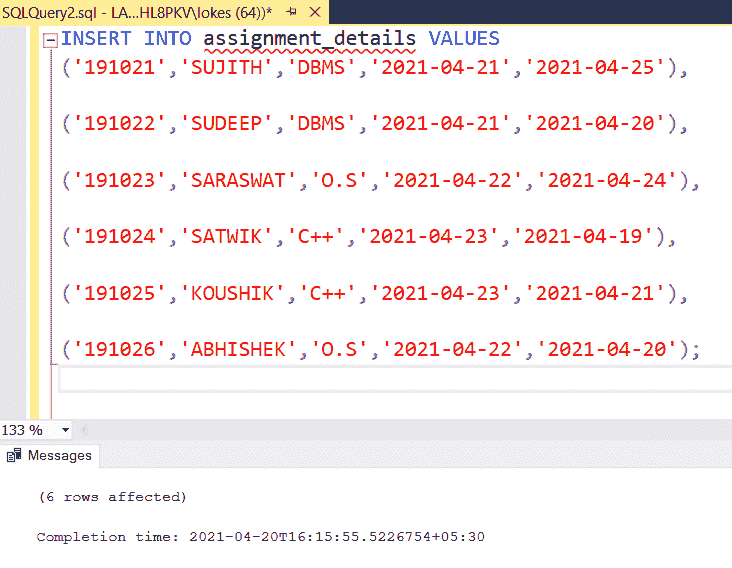 SQLQuery2.sql - LA...HL8PKV\lokes (64))*
INSERT INTO assignment_details VALUES
('191021','SUJITH','DBMS','2021-04-21','2021-04-25'),
('191022','SUDEEP','DBMS','2021-04-21','2021-04-20'),
('191023','SARASWAT','O.S','2021-04-22','2021-04-24'),
('191024','SATWIK','C++','2021-04-23','2021-04-19'),
('191025','KOUSHIK','C++','2021-04-23','2021-04-21'),
('191026','ABHISHEK','O.S','2021-04-22','2021-04-20');
133 %
Messages
(6 rows affected)
Completion time: 2021-04-20T16:15:55.5226754+05:30